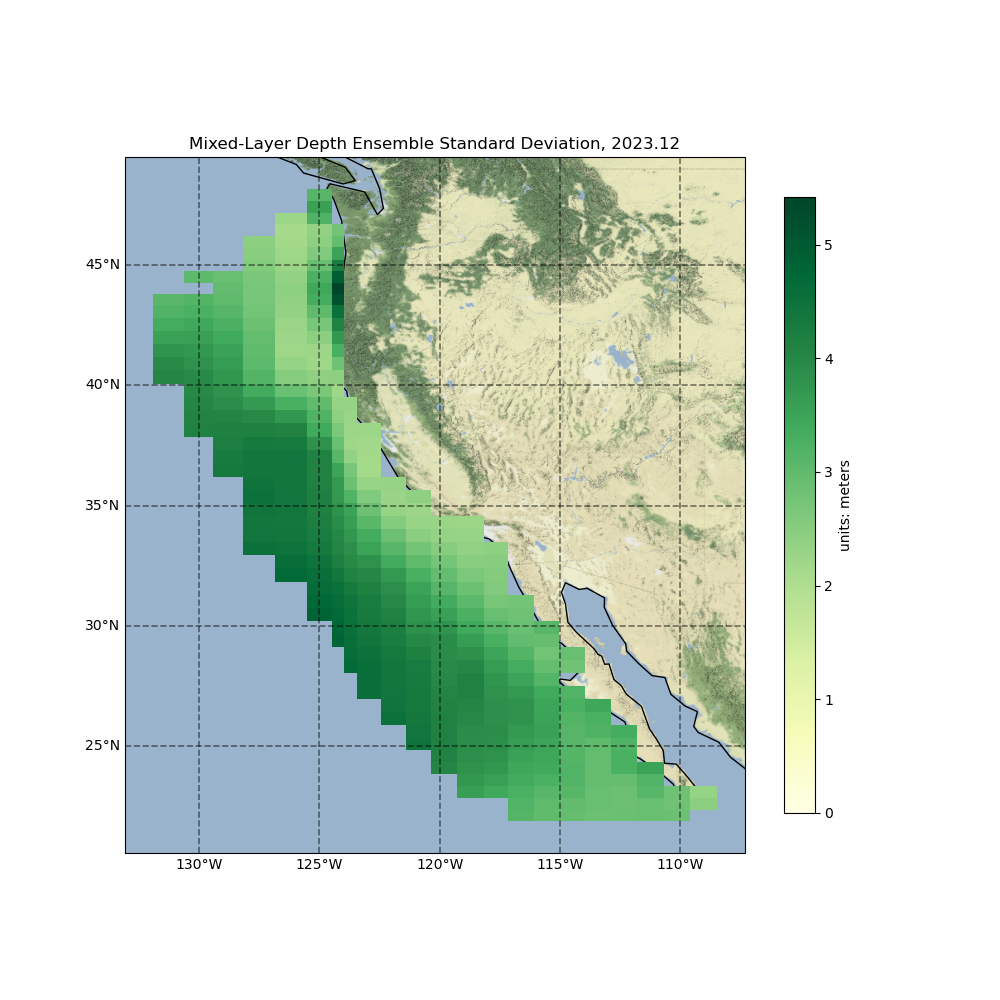 Mixed-Layer Depth Ensemble Standard Deviation, 2023.12
45°N
40°N
35°N
30°N
25°N
130°W
125°W
120°W
115°W
110°W
5
4
3
2
1
0
units: meters